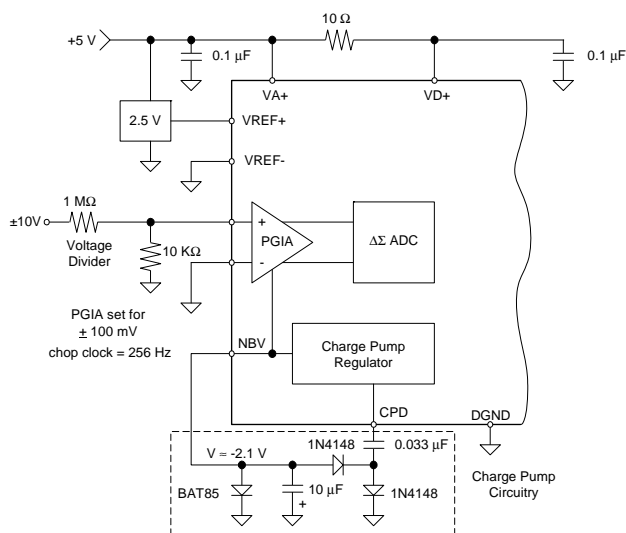 10 Ω
+5 V
0.1 µF
0.1 µF
VA+
VD+
2.5 V
VREF+
VREF-
1 MΩ
±10V
+
PGIA
ΔΣ ADC
Voltage
Divider
10 KΩ
-
PGIA set for
± 100 mV
chop clock = 256 Hz
NBV
Charge Pump
Regulator
CPD
DGND
1N4148
0.033 µF
V = -2.1 V
Charge Pump
Circuitry
BAT85
10 µF
+
1N4148